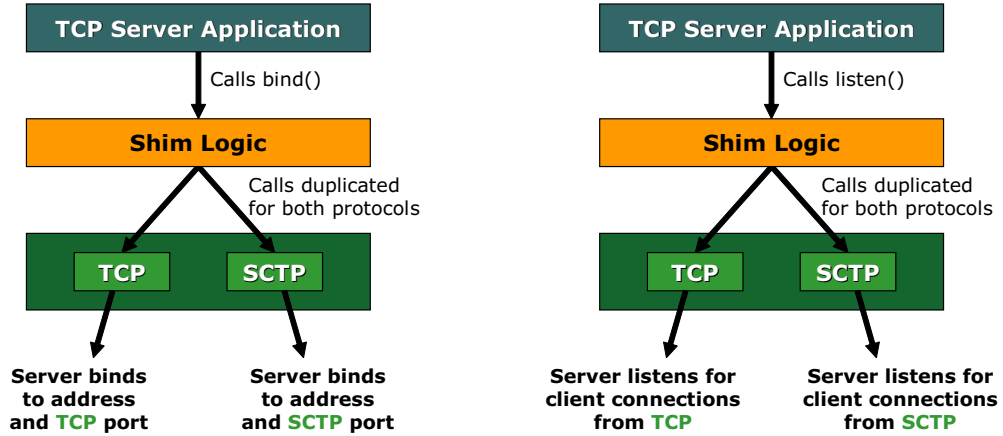 TCP Server Application
Calls bind()
Shim Logic
Calls duplicated
for both protocols
TCP
SCTP
Server binds
to address
and TCP port
Server binds
to address
and SCTP port
TCP Server Application
Calls listen()
Shim Logic
Calls duplicated
for both protocols
TCP
SCTP
Server listens for
client connections
from TCP
Server listens for
client connections
from SCTP